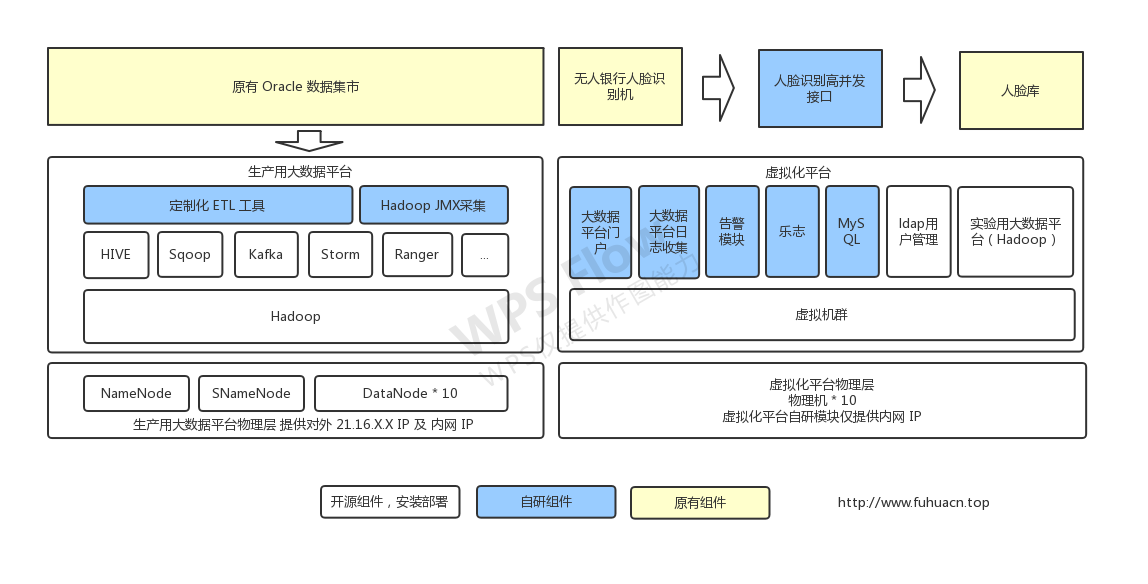 原有 Oracle 数据集市
无人银行人脸识
别机
人脸识别高并发
接口
人脸库
生产用大数据平台
定制化 ETL 工具
Hadoop JMX采集
HIVE
Sqoop
Kafka
Storm
Ranger
...
Hadoop
虚拟化平台
大数据
平台门
户
大数据
平台日
志收集
告警
模块
乐志
MyS
QL
ldap用
户管理
实验用大数据平
台（Hadoop）
虚拟机群
NameNode
SNameNode
DataNode * 10
生产用大数据平台物理层 提供对外 21.16.X.X IP 及 内网 IP
虚拟化平台物理层
物理机 * 10
虚拟化平台自研模块仅提供内网 IP
WPS Flow
WPS仅提供作图能力
开源组件，安装部署
自研组件
原有组件
http://www.fuhuacn.top